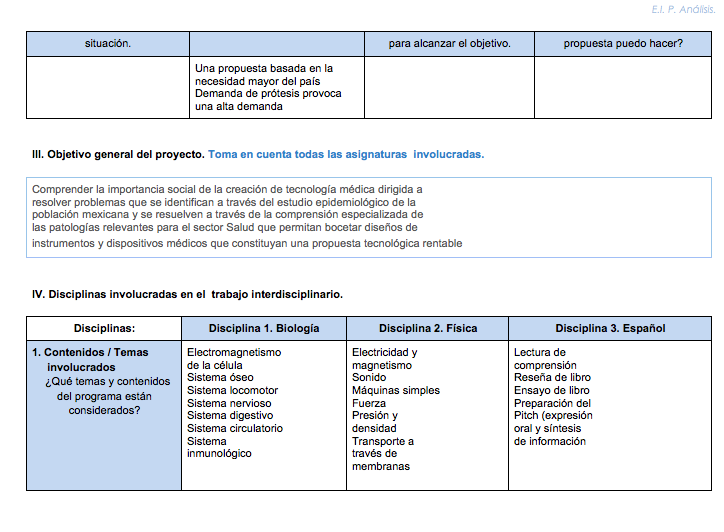 E.I. P. Análisis.
situación.
para alcanzar el objetivo.
propuesta puedo hacer?
Una propuesta basada en la
necesidad mayor del país
Demanda de prótesis provoca
una alta demanda
III. Objetivo general del proyecto. Toma en cuenta todas las asignaturas involucradas.
Comprender la importancia social de la creación de tecnología médica dirigida a
resolver problemas que se identifican a través del estudio epidemiológico de la
población mexicana y se resuelven a través de la comprensión especializada de
las patologías relevantes para el sector Salud que permitan bocetar diseños de
instrumentos y dispositivos médicos que constituyan una propuesta tecnológica rentable
IV. Disciplinas involucradas en el trabajo interdisciplinario.
Disciplinas:
Disciplina 1. Biología
Disciplina 2. Física
Disciplina 3. Español
1. Contenidos / Temas
involucrados
¿Qué temas y contenidos
del programa están
considerados?
Electromagnetismo
de la célula
Sistema óseo
Sistema locomotor
Sistema nervioso
Sistema digestivo
Sistema circulatorio
Sistema
inmunológico
Electricidad y
magnetismo
Sonido
Máquinas simples
Fuerza
Presión y
densidad
Transporte a
través de
membranas
Lectura de
comprensión
Reseña de libro
Ensayo de libro
Preparación del
Pitch (expresión
oral y síntesis
de información